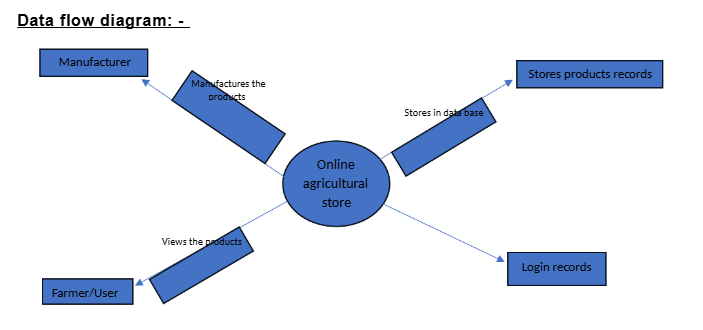 Data flow diagram: -
Manufacturer
Manufactures the
products
Stores products records
Stores in data base
Online
agricultural
store
Views the products
Login records
Farmer/User